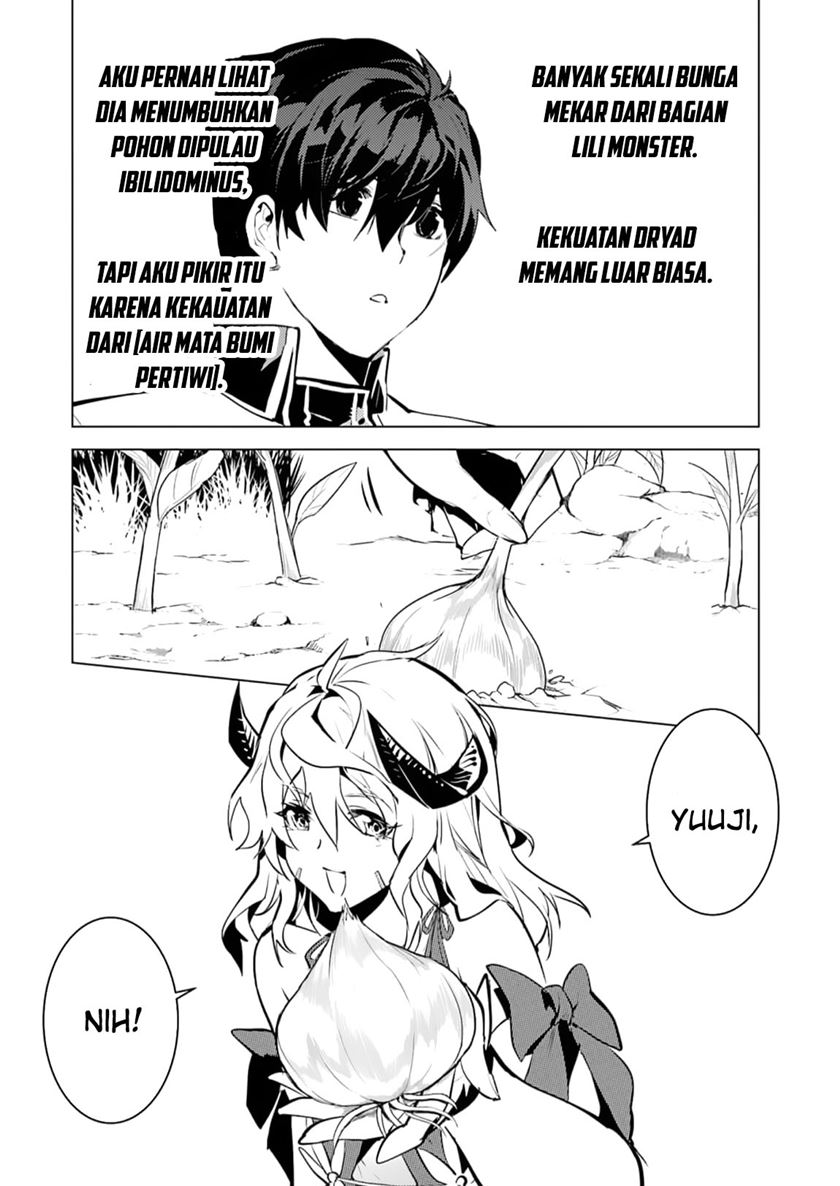 BANYAK SEKALI BUNGA
MEKAR DARI BAGIAN
LILI MONSTER.
KEKUATAN DRYAD
MEMANG LUAR BIASA.
AKU PERNAH LIHAT
DIA MENUMBUHKAN
POHON DIPULAU
IBILIDOMINUS,
TAPI AKU PIKIR ITU
KARENA KEKAUATAN
DARI [AIR MATA BUMI
PERTIWI].
YUUJI,
NIH!